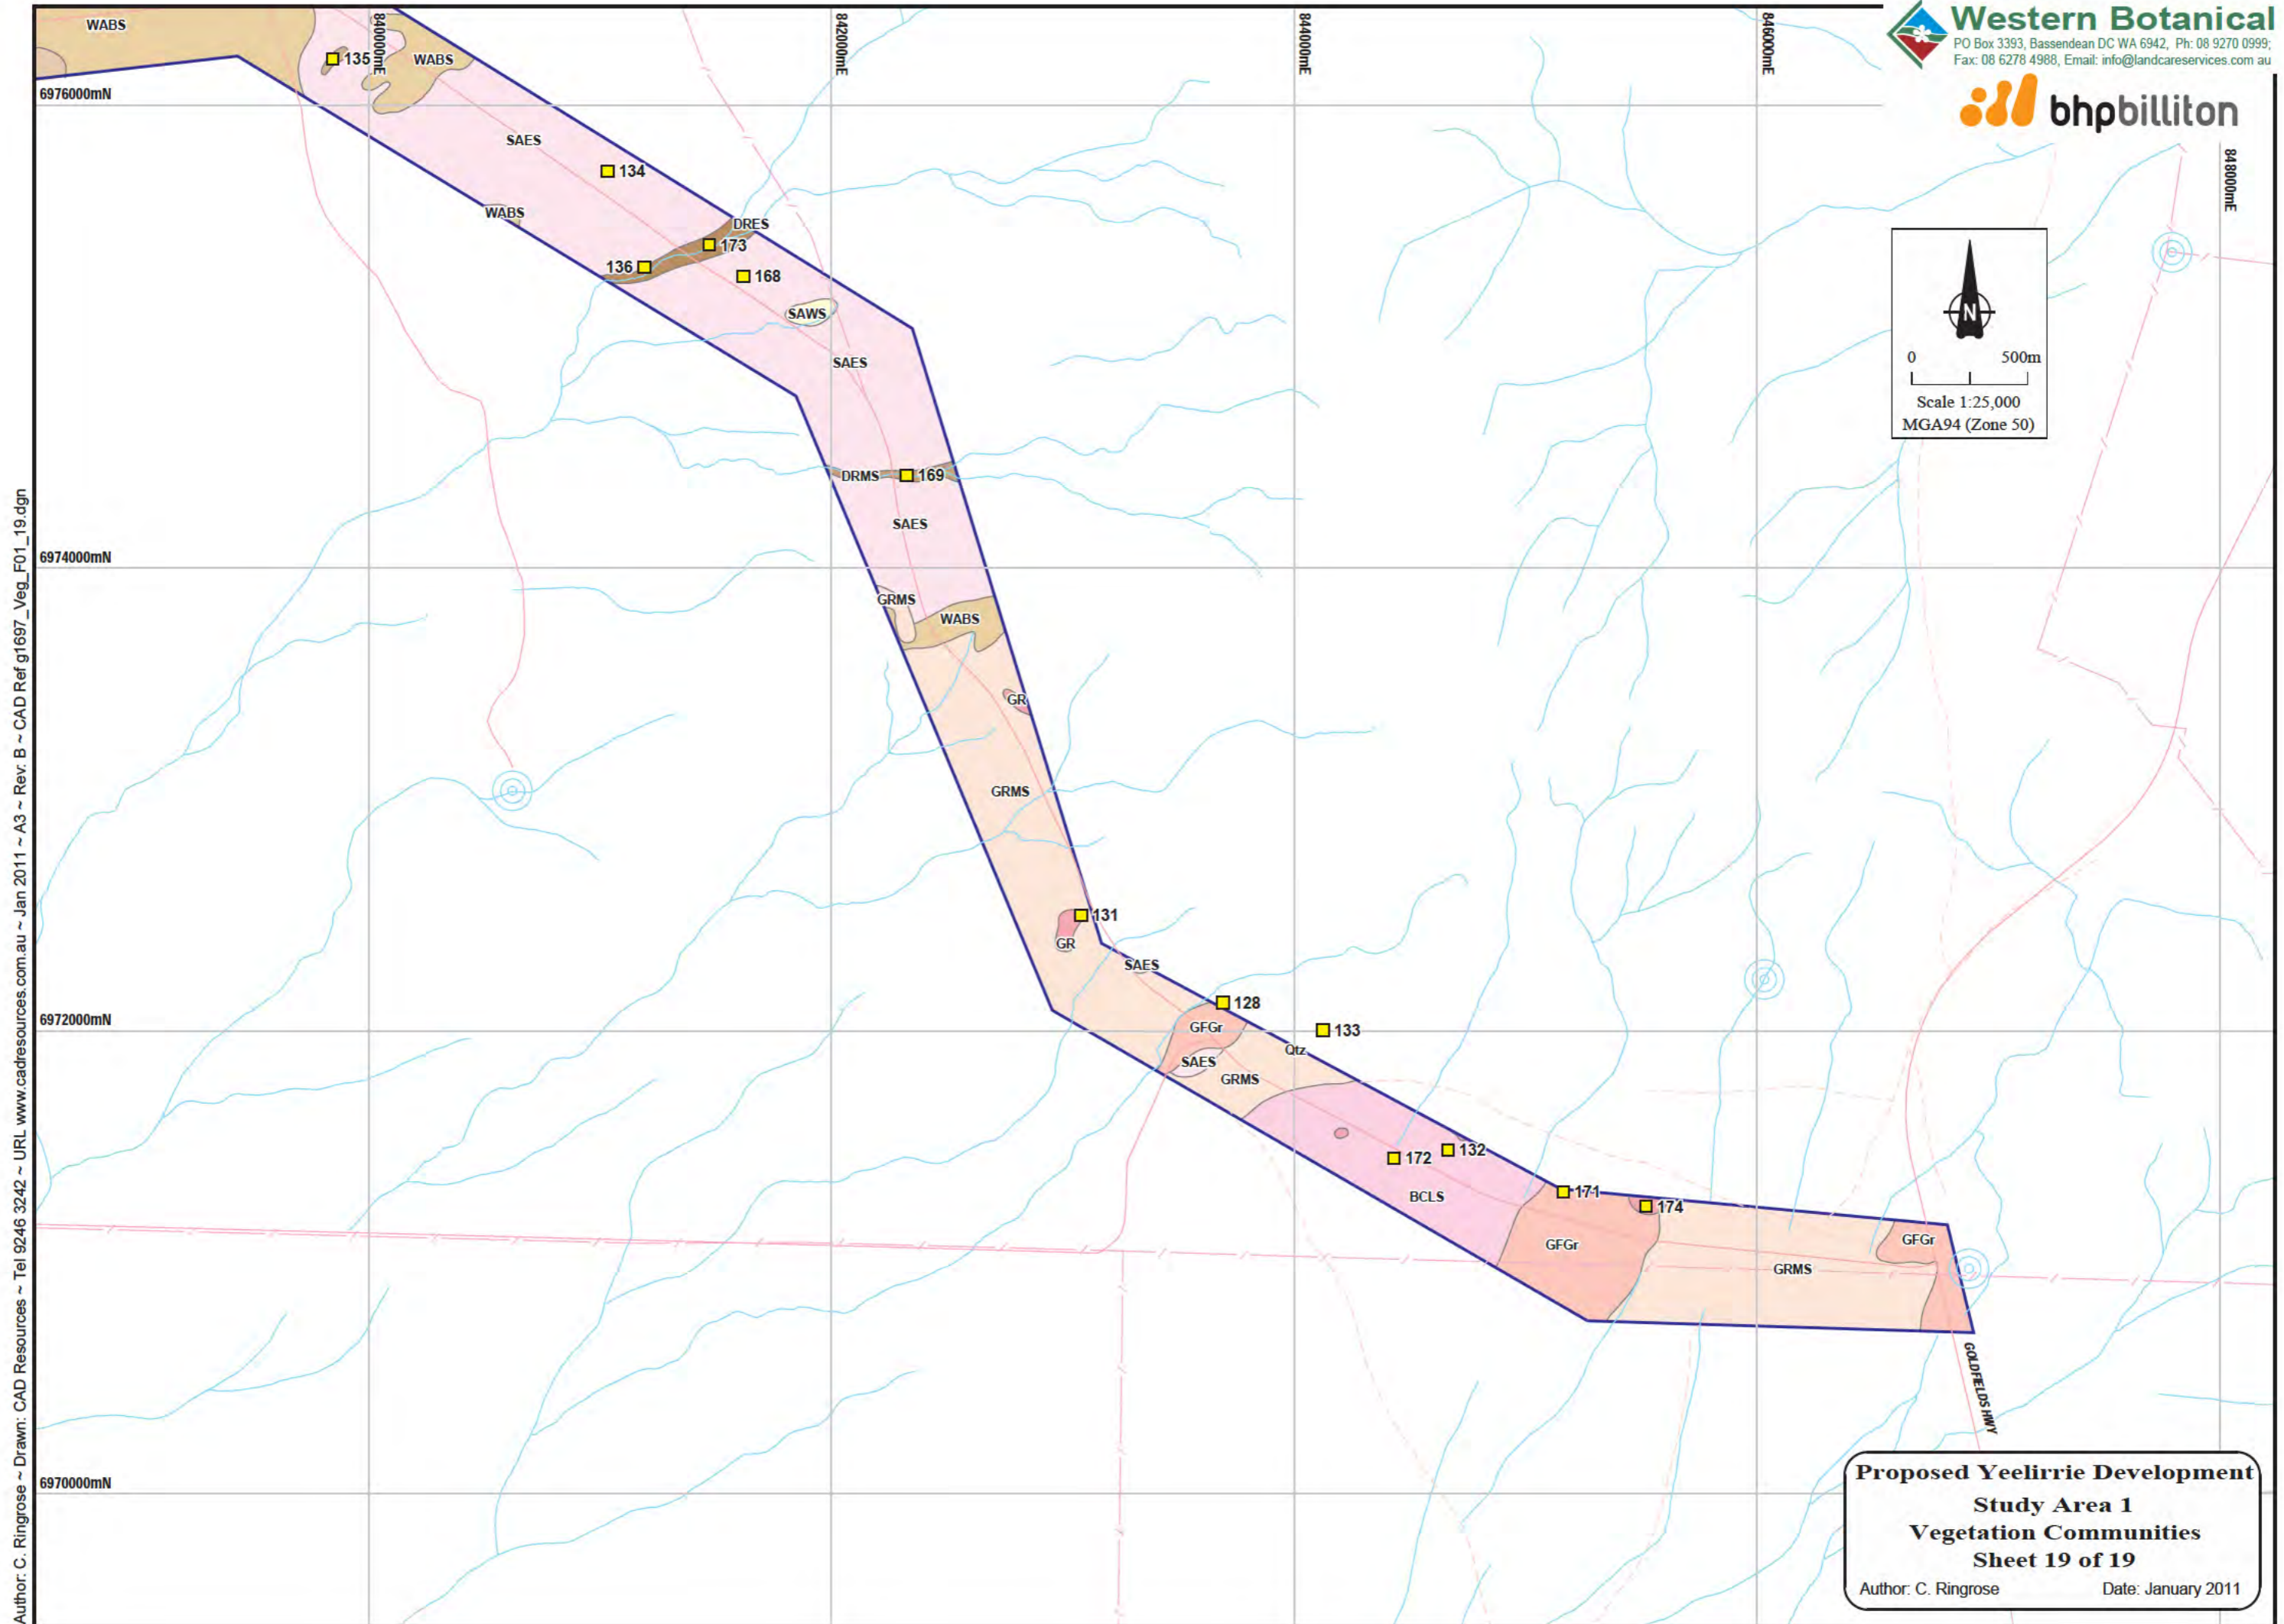 Western Botanical
PO Box 3393, Bassendean DC WA 6942, Ph: 08 9270 0999;
Fax: 08 6278 4988, Email: info@landcareservices.com au
bhpbilliton
840000mE
842000mE
844000mE
846000mE
848000mE
WABS
135
WABS
6976000mN
SAES
134
WABS
DRES
173
136
168
SAWS
SAES
N
0 500m
Scale 1:25,000
MGA94 (Zone 50)
DRMS
169
SAES
6974000mN
GRMS
WABS
GR
GRMS
131
GR
SAES
128
6972000mN
GFGr
133
Qtz
SAES
GRMS
132
172
BCLS
171
174
GFGr
GFGr
GRMS
GOLDFIELDS HWY
6970000mN
Proposed Yeelirrie Development
Study Area 1
Vegetation Communities
Sheet 19 of 19
Author: C. Ringrose Date: January 2011
Author: C. Ringrose ~ Drawn: CAD Resources ~ Tel 9246 3242 ~ URL www.cadresources.com.au ~ Jan 2011 ~ A3 ~ Rev: B ~ CAD Ref g1697_Veg_F01_19.dgn